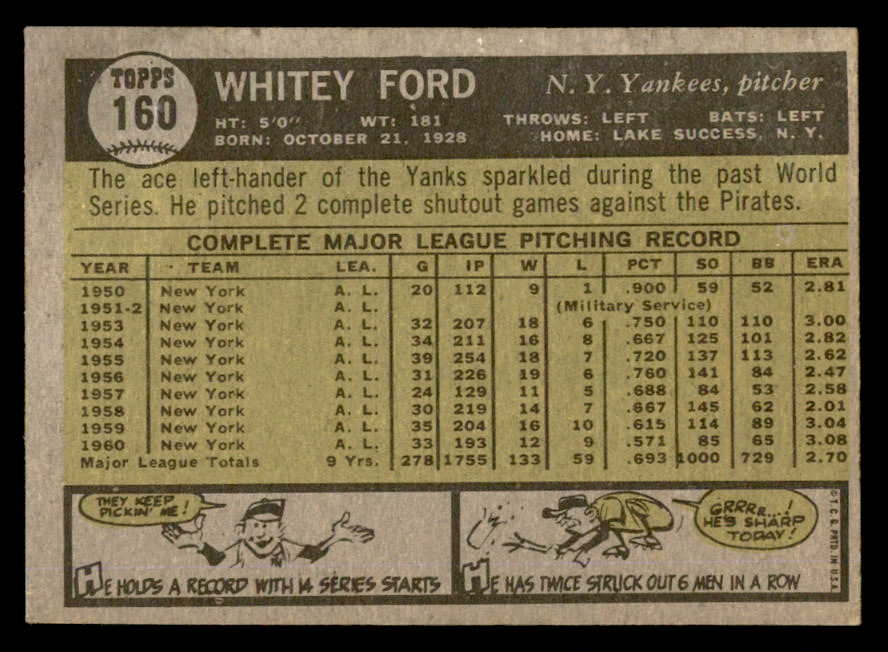 TOPPS
160
WHITEY FORD
N. Y. Yankees, pitcher
HT: 5'0" WT: 181 THROWS: LEFT BATS: LEFT
BORN: OCTOBER 21, 1928 HOME: LAKE SUCCESS, N. Y.
The ace left-hander of the Yanks sparkled during the past World
Series. He pitched 2 complete shutout games against the Pirates.
COMPLETE MAJOR LEAGUE PITCHING RECORD
YEAR TEAM LEA. G IP W L PCT SO BB ERA
1950 New York A. L. 20 112 9 1 .900 59 52 2.81
1951-2 New York A. L. (Military Service)
1953 New York A. L. 32 207 18 6 .750 110 110 3.00
1954 New York A. L. 34 211 16 8 .667 125 101 2.82
1955 New York A. L. 39 254 18 7 .720 137 113 2.62
1956 New York A. L. 31 226 19 6 .760 141 84 2.47
1957 New York A. L. 24 129 11 5 .688 84 53 2.58
1958 New York A. L. 30 219 14 7 .667 145 62 2.01
1959 New York A. L. 35 204 16 10 .615 114 89 3.04
1960 New York A. L. 33 193 12 9 .571 85 65 3.08
Major League Totals 9 Yrs. 278 1755 133 59 .693 1000 729 2.70
THEY KEEP
PICKIN' ME!
HE HOLDS A RECORD WITH 14 SERIES STARTS
GRRRR...!
HE'S SHARP
TODAY!
HE HAS TWICE STRUCK OUT 6 MEN IN A ROW
© T. C. G. PRTD. IN U.S.A.